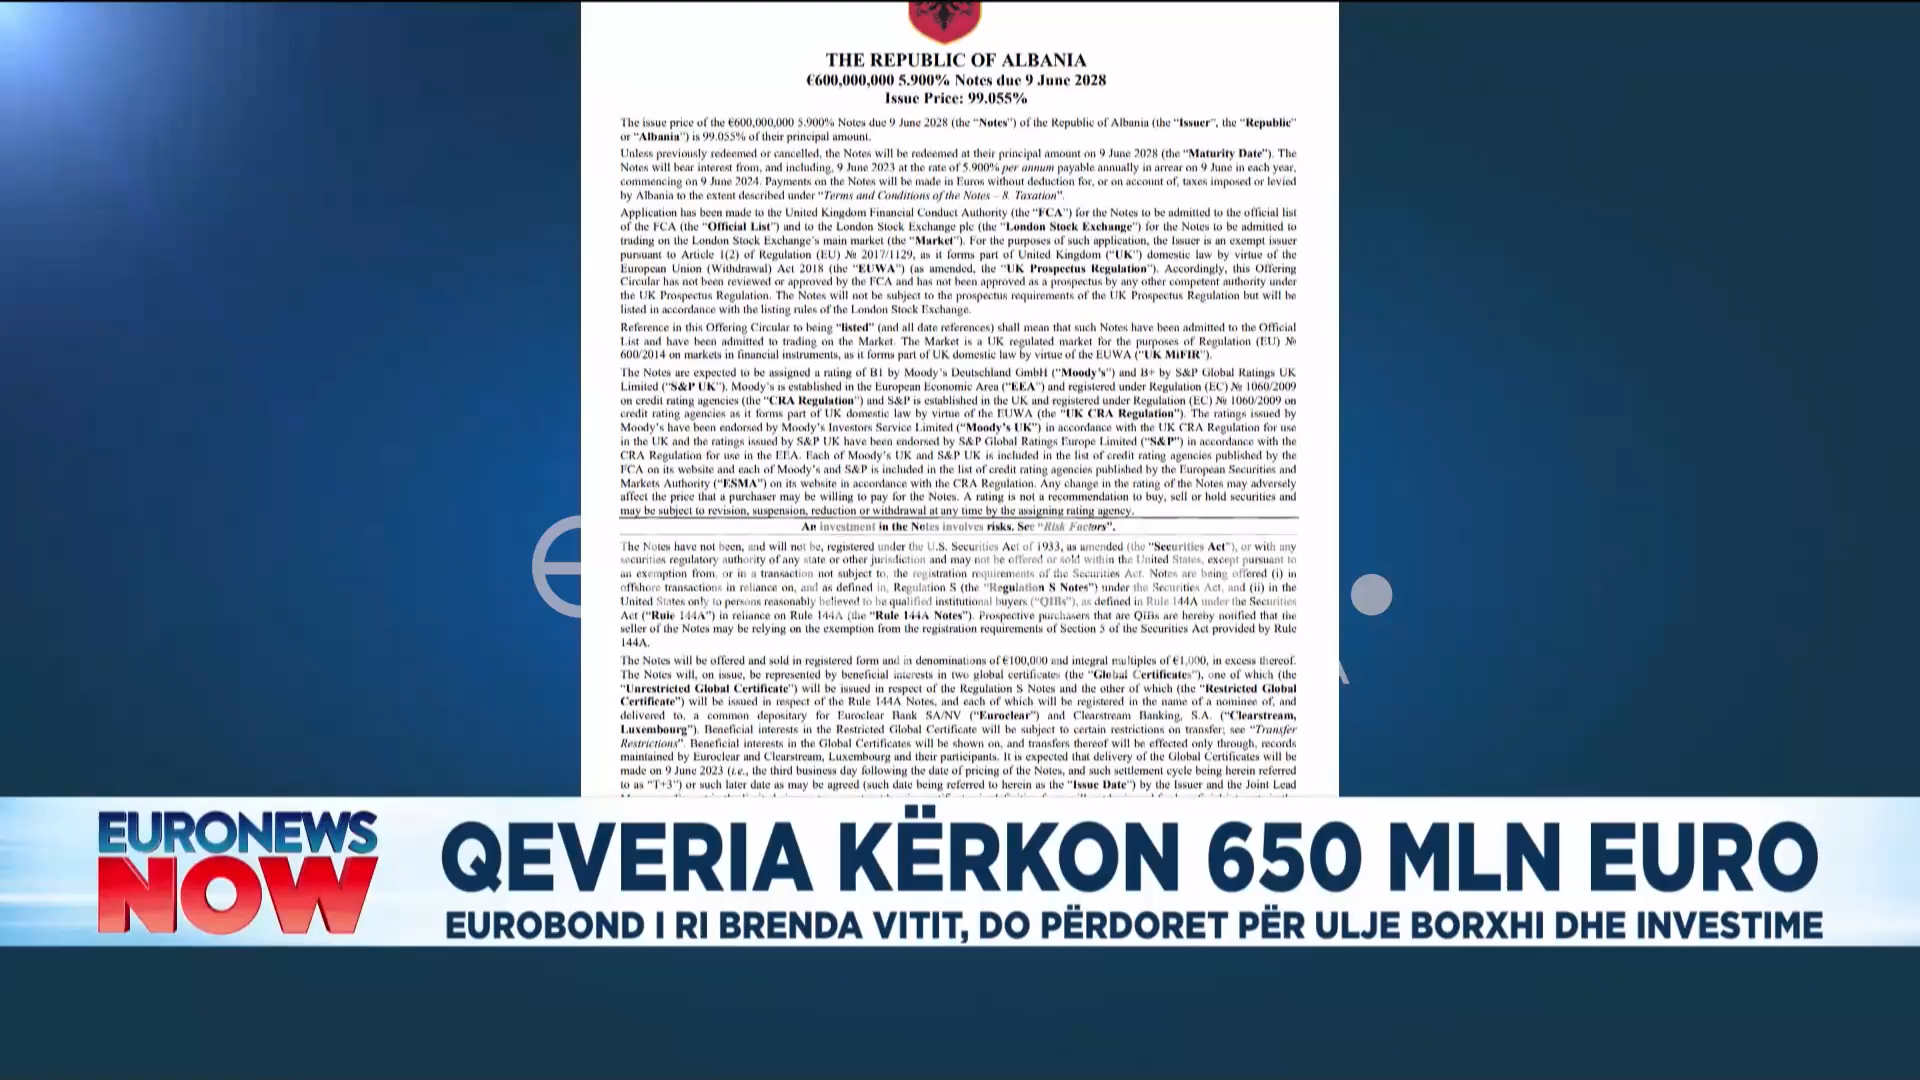 THE REPUBLIC OF ALBANIA
€600,000,000 5.900% Notes due 9 June 2028
Issue Price: 99.055%
The issue price of the €600,000,000 5.900% Notes due 9 June 2028 (the “Notes”) of the Republic of Albania (the “Issuer”, the “Republic”
or “Albania”) is 99.055% of their principal amount.
Unless previously redeemed or cancelled, the Notes will be redeemed at their principal amount on 9 June 2028 (the “Maturity Date”). The
Notes will bear interest from, and including, 9 June 2023 at the rate of 5.900% per annum payable annually in arrear on 9 June in each year,
commencing on 9 June 2024. Payments on the Notes will be made in Euros without deduction for, or on account of, taxes imposed or levied
by Albania to the extent described under “Terms and Conditions of the Notes – 8. Taxation”.
Application has been made to the United Kingdom Financial Conduct Authority (the “FCA”) for the Notes to be admitted to the official list
of the FCA (the “Official List”) and to the London Stock Exchange plc (the “London Stock Exchange”) for the Notes to be admitted to
trading on the London Stock Exchange’s main market (the “Market”). For the purposes of such application, the Issuer is an exempt issuer
pursuant to Article 1(2) of Regulation (EU) № 2017/1129, as it forms part of United Kingdom (“UK”) domestic law by virtue of the
European Union (Withdrawal) Act 2018 (the “EUWA”) (as amended, the “UK Prospectus Regulation”). Accordingly, this Offering
Circular has not been reviewed or approved by the FCA and has not been approved as a prospectus by any other competent authority under
the UK Prospectus Regulation. The Notes will not be subject to the prospectus requirements of the UK Prospectus Regulation but will be
listed in accordance with the listing rules of the London Stock Exchange.
Reference in this Offering Circular to being “listed” (and all date references) shall mean that such Notes have been admitted to the Official
List and have been admitted to trading on the Market. The Market is a UK regulated market for the purposes of Regulation (EU) №
600/2014 on markets in financial instruments, as it forms part of UK domestic law by virtue of the EUWA (“UK MiFIR”).
The Notes are expected to be assigned a rating of B1 by Moody’s Deutschland GmbH (“Moody’s”) and B+ by S&P Global Ratings UK
Limited (“S&P UK”). Moody’s is established in the European Economic Area (“EEA”) and registered under Regulation (EC) № 1060/2009
on credit rating agencies (the “CRA Regulation”) and S&P is established in the UK and registered under Regulation (EC) № 1060/2009 on
credit rating agencies as it forms part of UK domestic law by virtue of the EUWA (the “UK CRA Regulation”). The ratings issued by
Moody’s have been endorsed by Moody’s Investors Service Limited (“Moody’s UK”) in accordance with the UK CRA Regulation for use
in the UK and the ratings issued by S&P UK have been endorsed by S&P Global Ratings Europe Limited (“S&P”) in accordance with the
CRA Regulation for use in the EEA. Each of Moody’s UK and S&P UK is included in the list of credit rating agencies published by the
FCA on its website and each of Moody’s and S&P is included in the list of credit rating agencies published by the European Securities and
Markets Authority (“ESMA”) on its website in accordance with the CRA Regulation. Any change in the rating of the Notes may adversely
affect the price that a purchaser may be willing to pay for the Notes. A rating is not a recommendation to buy, sell or hold securities and
may be subject to revision, suspension, reduction or withdrawal at any time by the assigning rating agency.
An investment in the Notes involves risks. See “Risk Factors”.
The Notes have not been, and will not be, registered under the U.S. Securities Act of 1933, as amended (the “Securities Act”), or with any
securities regulatory authority of any state or other jurisdiction and may not be offered or sold within the United States, except pursuant to
an exemption from, or in a transaction not subject to, the registration requirements of the Securities Act. Notes are being offered (i) in
offshore transactions in reliance on, and as defined in, Regulation S (the “Regulation S Notes”) under the Securities Act, and (ii) in the
United States only to persons reasonably believed to be qualified institutional buyers (“QIBs”), as defined in Rule 144A under the Securities
Act (“Rule 144A”) in reliance on Rule 144A (the “Rule 144A Notes”). Prospective purchasers that are QIBs are hereby notified that the
seller of the Notes may be relying on the exemption from the registration requirements of Section 5 of the Securities Act provided by Rule
144A.
The Notes will be offered and sold in registered form and in denominations of €100,000 and integral multiples of €1,000, in excess thereof.
The Notes will, on issue, be represented by beneficial interests in two global certificates (the “Global Certificates”), one of which (the
“Unrestricted Global Certificate”) will be issued in respect of the Regulation S Notes and the other of which (the “Restricted Global
Certificate”) will be issued in respect of the Rule 144A Notes, and each of which will be registered in the name of a nominee of, and
delivered to, a common depositary for Euroclear Bank SA/NV (“Euroclear”) and Clearstream Banking, S.A. (“Clearstream,
Luxembourg”). Beneficial interests in the Restricted Global Certificate will be subject to certain restrictions on transfer; see “Transfer
Restrictions”. Beneficial interests in the Global Certificates will be shown on, and transfers thereof will be effected only through, records
maintained by Euroclear and Clearstream, Luxembourg and their participants. It is expected that delivery of the Global Certificates will be
made on 9 June 2023 (i.e., the third business day following the date of pricing of the Notes, and such settlement cycle being herein referred
to as “T+3”) or such later date as may be agreed (such date being referred to herein as the “Issue Date”) by the Issuer and the Joint Lead
EURONEWS
NOW
QEVERIA KËRKON 650 MLN EURO
EUROBOND I RI BRENDA VITIT, DO PËRDORET PËR ULJE BORXHI DHE INVESTIME